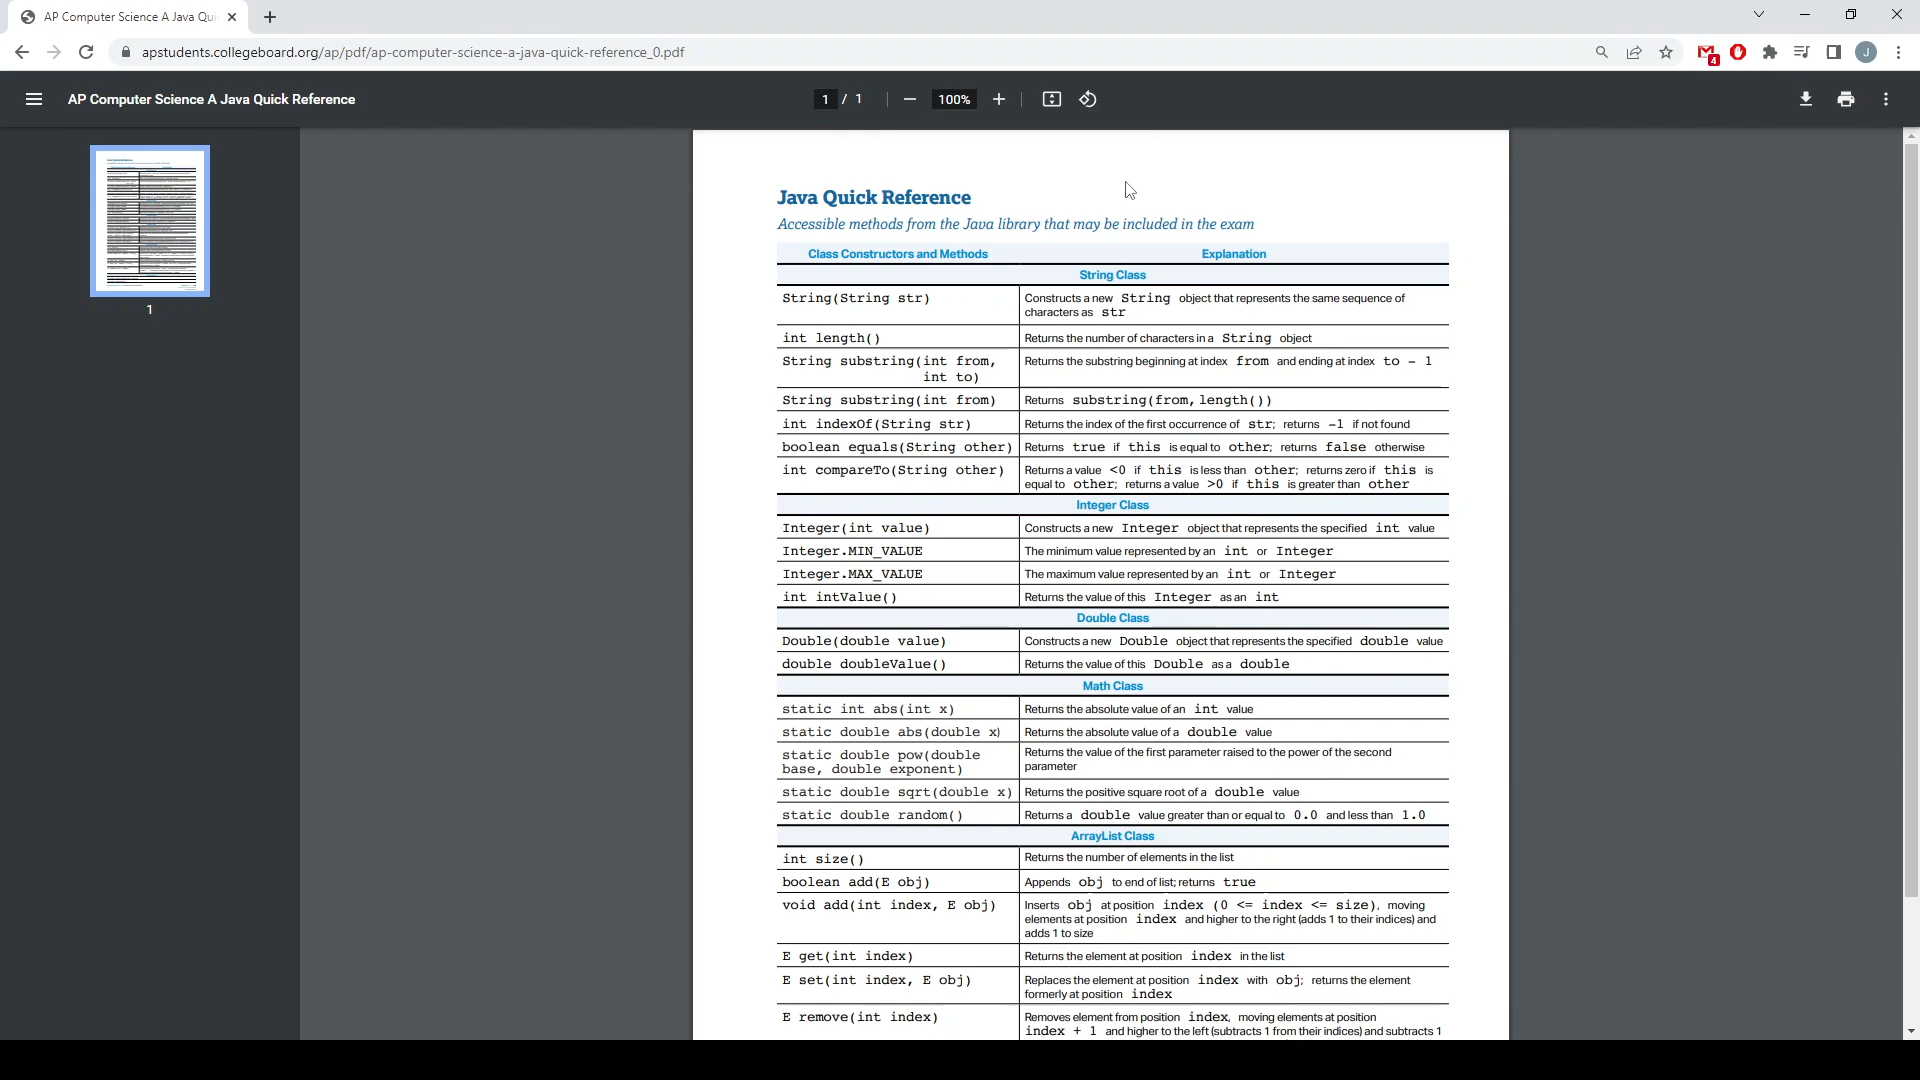 AP Computer Science A Java Qui
apstudents.collegeboard.org/ap/pdf/ap-computer-science-a-java-quick-reference_0.pdf
4
J
AP Computer Science A Java Quick Reference
1 / 1
100%
1
Java Quick Reference
Accessible methods from the Java library that may be included in the exam
Class Constructors and Methods Explanation
String Class
String(String str) Constructs a new String object that represents the same sequence of
characters as str
int length() Returns the number of characters in a String object
String substring(int from, Returns the substring beginning at index from and ending at index to - 1
int to)
String substring(int from) Returns substring(from, length())
int indexOf(String str) Returns the index of the first occurrence of str; returns -1 if not found
boolean equals(String other) Returns true if this is equal to other; returns false otherwise
int compareTo(String other) Returns a value <0 if this is less than other; returns zero if this is
equal to other; returns a value >0 if this is greater than other
Integer Class
Integer(int value) Constructs a new Integer object that represents the specified int value
Integer.MIN_VALUE The minimum value represented by an int or Integer
Integer.MAX_VALUE The maximum value represented by an int or Integer
int intValue() Returns the value of this Integer as an int
Double Class
Double(double value) Constructs a new Double object that represents the specified double value
double doubleValue() Returns the value of this Double as a double
Math Class
static int abs(int x) Returns the absolute value of an int value
static double abs(double x) Returns the absolute value of a double value
static double pow(double Returns the value of the first parameter raised to the power of the second
base, double exponent) parameter
static double sqrt(double x) Returns the positive square root of a double value
static double random() Returns a double value greater than or equal to 0.0 and less than 1.0
ArrayList Class
int size() Returns the number of elements in the list
boolean add(E obj) Appends obj to end of list; returns true
void add(int index, E obj) Inserts obj at position index (0 <= index <= size), moving
elements at position index and higher to the right (adds 1 to their indices) and
adds 1 to size
E get(int index) Returns the element at position index in the list
E set(int index, E obj) Replaces the element at position index with obj; returns the element
formerly at position index
E remove(int index) Removes element from position index, moving elements at position
index + 1 and higher to the left (subtracts 1 from their indices) and subtracts 1